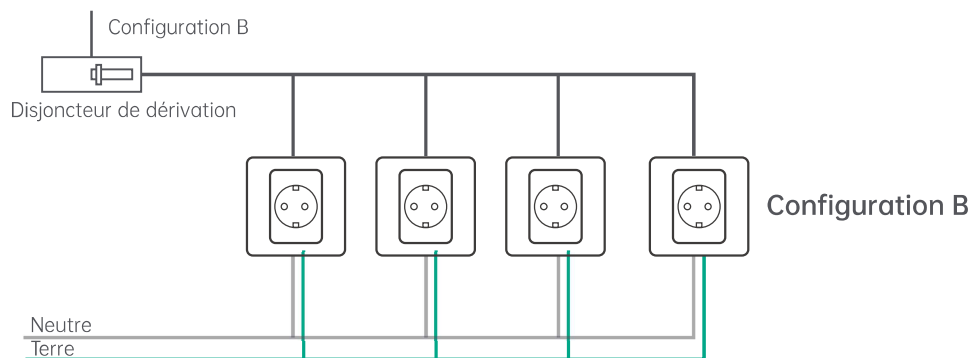 Configuration B
Disjoncteur de dérivation
Configuration B
Neutre
Terre